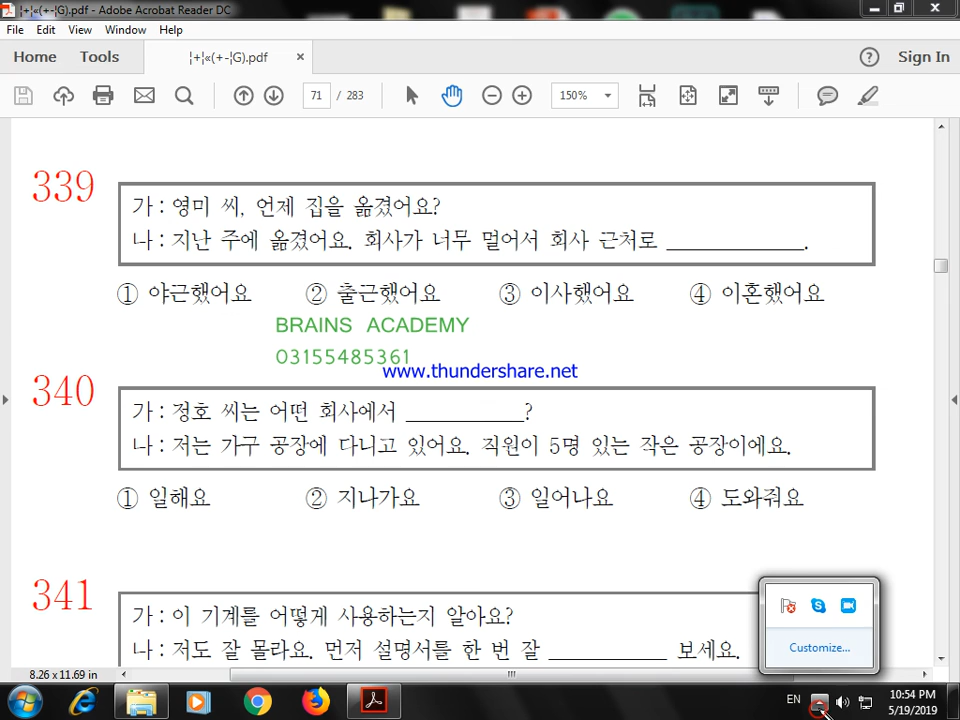 ¦+¦«(+-¦G).pdf - Adobe Acrobat Reader DC
File Edit View Window Help
Home Tools ¦+¦«(+-¦G).pdf × Sign In
71 / 283 150%
339
가 : 영미 씨, 언제 집을 옮겼어요?
나 : 지난 주에 옮겼어요. 회사가 너무 멀어서 회사 근처로 ____________.
① 야근했어요 ② 출근했어요 ③ 이사했어요 ④ 이혼했어요
BRAINS ACADEMY
03155485361
www.thundershare.net
340
가 : 정호 씨는 어떤 회사에서 __________?
나 : 저는 가구 공장에 다니고 있어요. 직원이 5명 있는 작은 공장이에요.
① 일해요 ② 지나가요 ③ 일어나요 ④ 도와줘요
341
가 : 이 기계를 어떻게 사용하는지 알아요?
나 : 저도 잘 몰라요. 먼저 설명서를 한 번 잘 __________ 보세요.
Customize...
8.26 x 11.69 in
EN 10:54 PM
5/19/2019